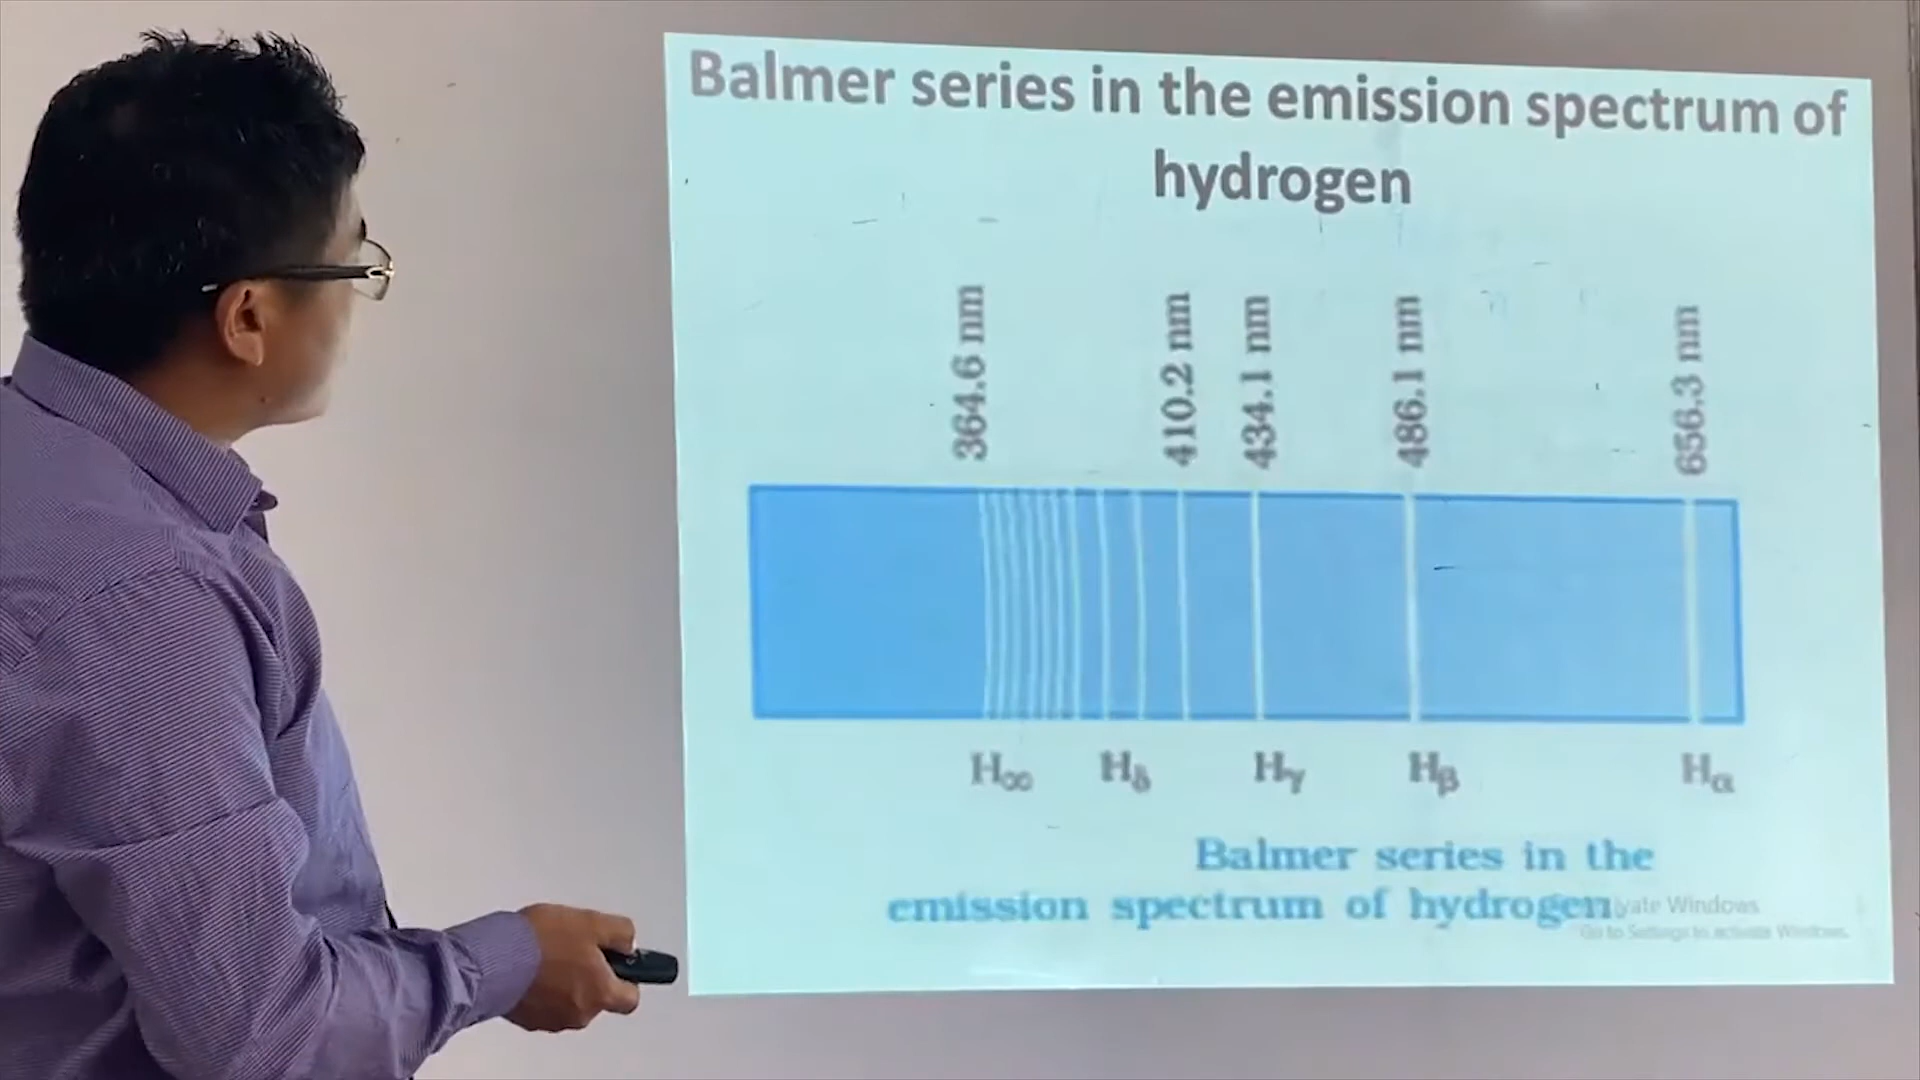 Balmer series in the emission spectrum of
hydrogen
364.6 nm
410.2 nm
434.1 nm
486.1 nm
656.3 nm
H∞
Hδ
Hγ
Hβ
Hα
Balmer series in the
emission spectrum of hydrogen.
vate Windows
Go to Settings to activate Windows.